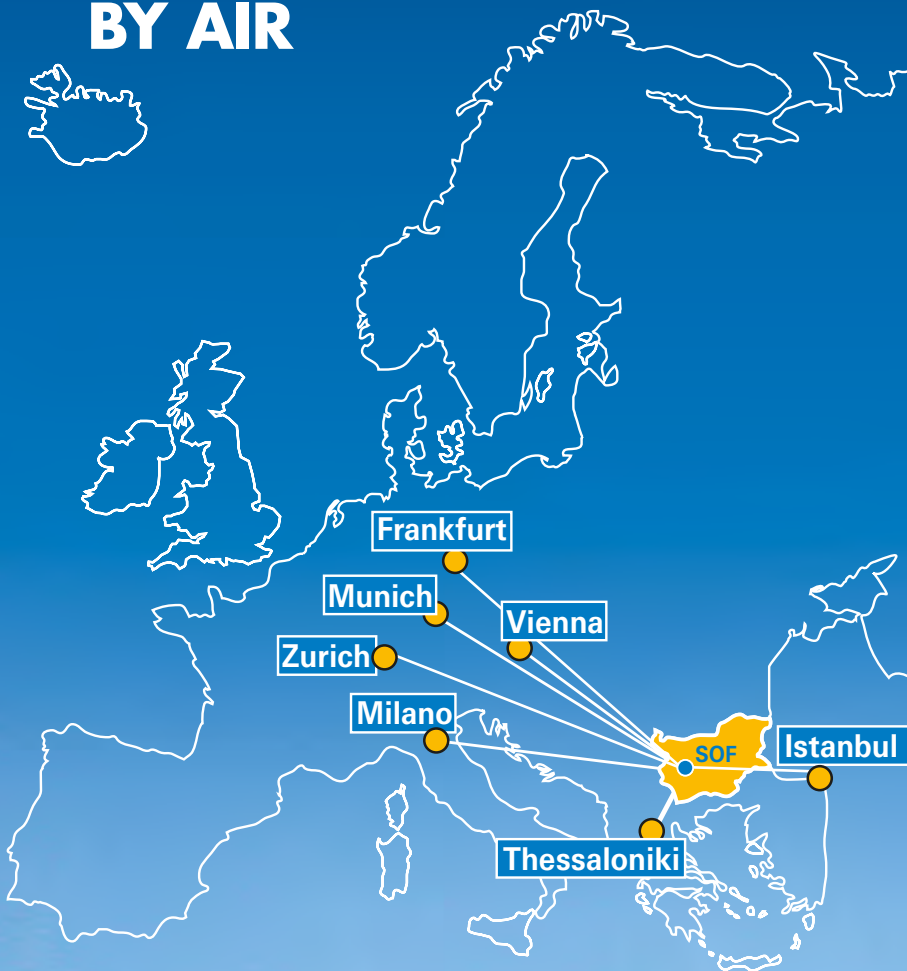 BY AIR
Frankfurt
Munich
Vienna
Zurich
Milano
SOF
Istanbul
Thessaloniki